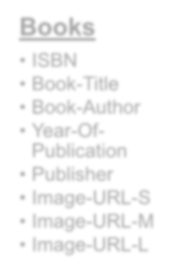 Books
• ISBN
• Book-Title
• Book-Author
• Year-Of-
Publication
• Publisher
• Image-URL-S
• Image-URL-M
• Image-URL-L